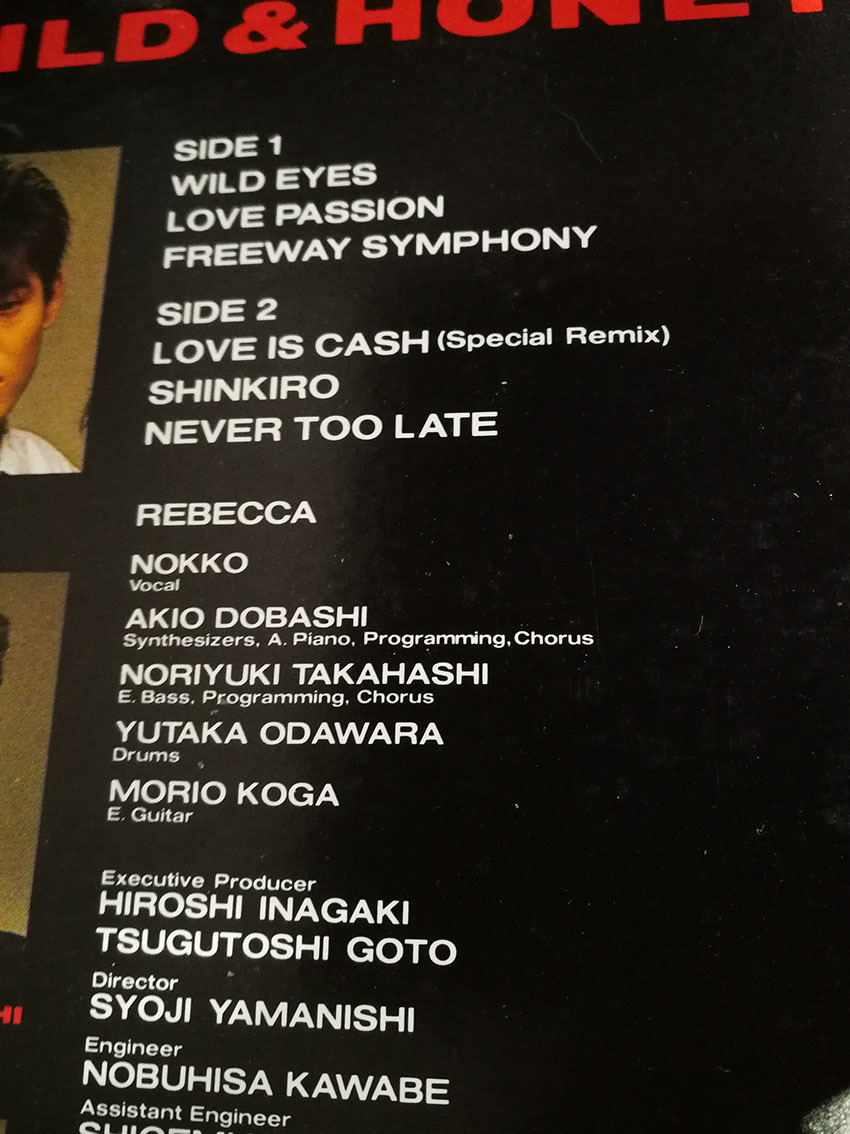 & HONEY
SIDE 1
WILD EYES
LOVE PASSION
FREEWAY SYMPHONY
SIDE 2
LOVE IS CASH (Special Remix)
SHINKIRO
NEVER TOO LATE
REBECCA
NOKKO
Vocal
AKIO DOBASHI
Synthesizers, A. Piano, Programming, Chorus
NORIYUKI TAKAHASHI
E. Bass, Programming, Chorus
YUTAKA ODAWARA
Drums
MORIO KOGA
E. Guitar
Executive Producer
HIROSHI INAGAKI
TSUGUTOSHI GOTO
Director
SYOJI YAMANISHI
HI
Engineer
NOBUHISA KAWABE
Assistant Engineer